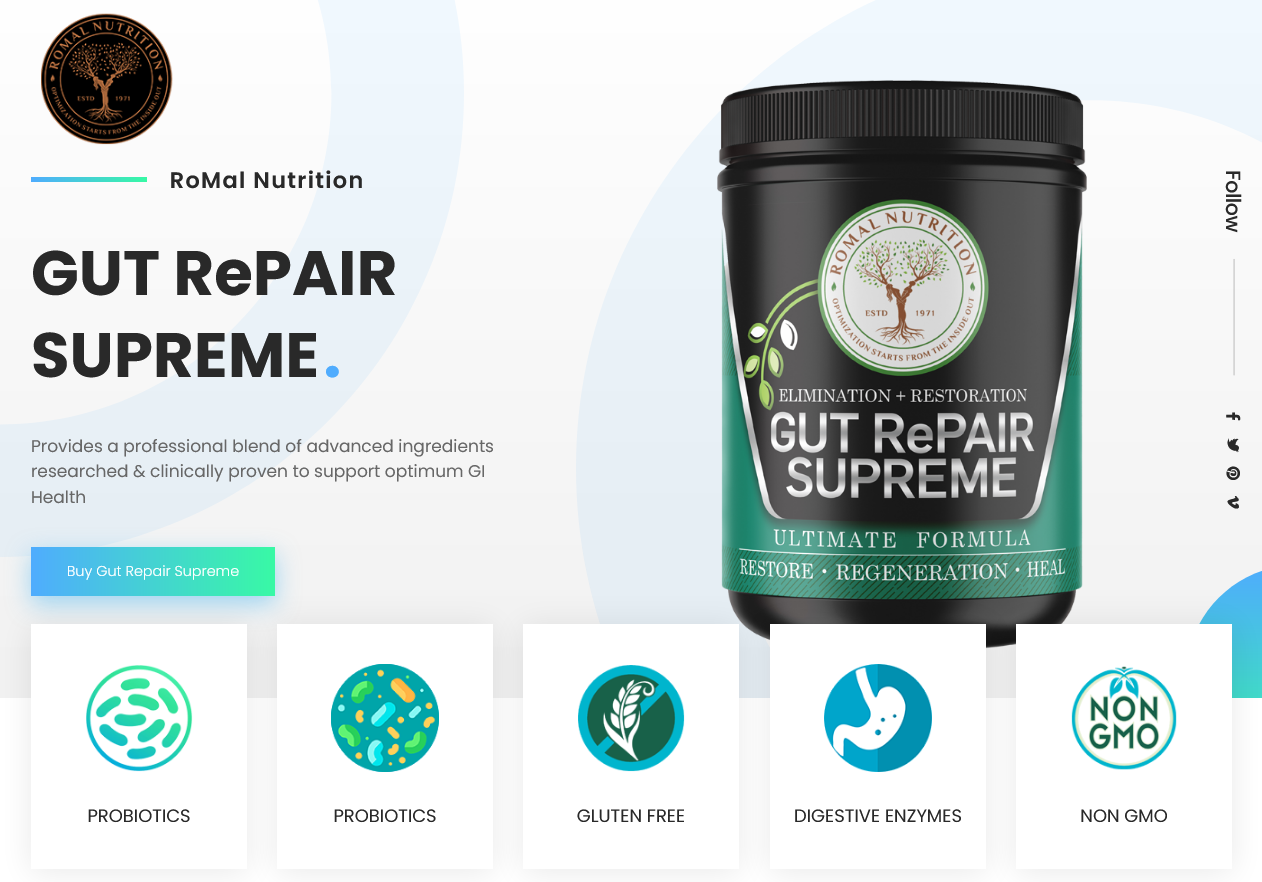 ROMAL NUTRITION
ESTD 1971
OPTIMIZATION STARTS FROM THE INSIDE OUT
RoMal Nutrition
GUT RePAIR
SUPREME.
Provides a professional blend of advanced ingredients
researched & clinically proven to support optimum GI
Health
Buy Gut Repair Supreme
ROMAL NUTRITION
ESTD 1971
OPTIMIZATION STARTS FROM THE INSIDE OUT
ELIMINATION + RESTORATION
GUT RePAIR
SUPREME
ULTIMATE FORMULA
RESTORE • REGENERATION • HEAL
Follow
PROBIOTICS
PROBIOTICS
GLUTEN FREE
DIGESTIVE ENZYMES
NON
GMO
NON GMO